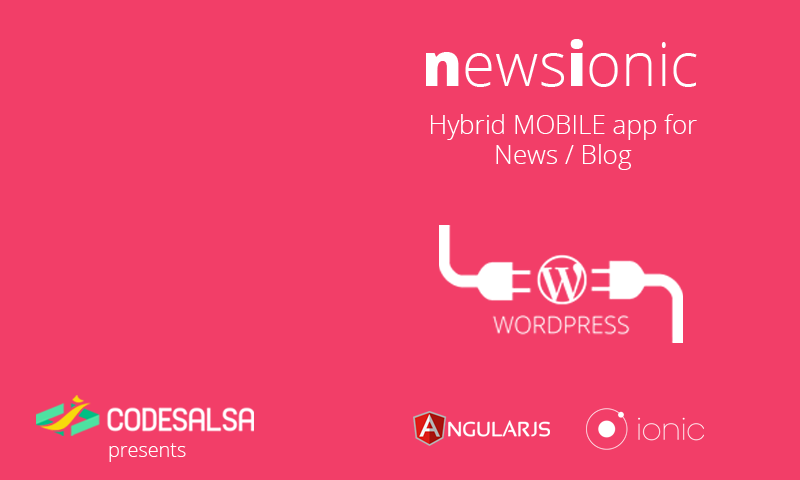 newsionic
Hybrid MOBILE app for
News / Blog
W
WORDPRESS
CODESALSA
presents
ANGULARJS
ionic